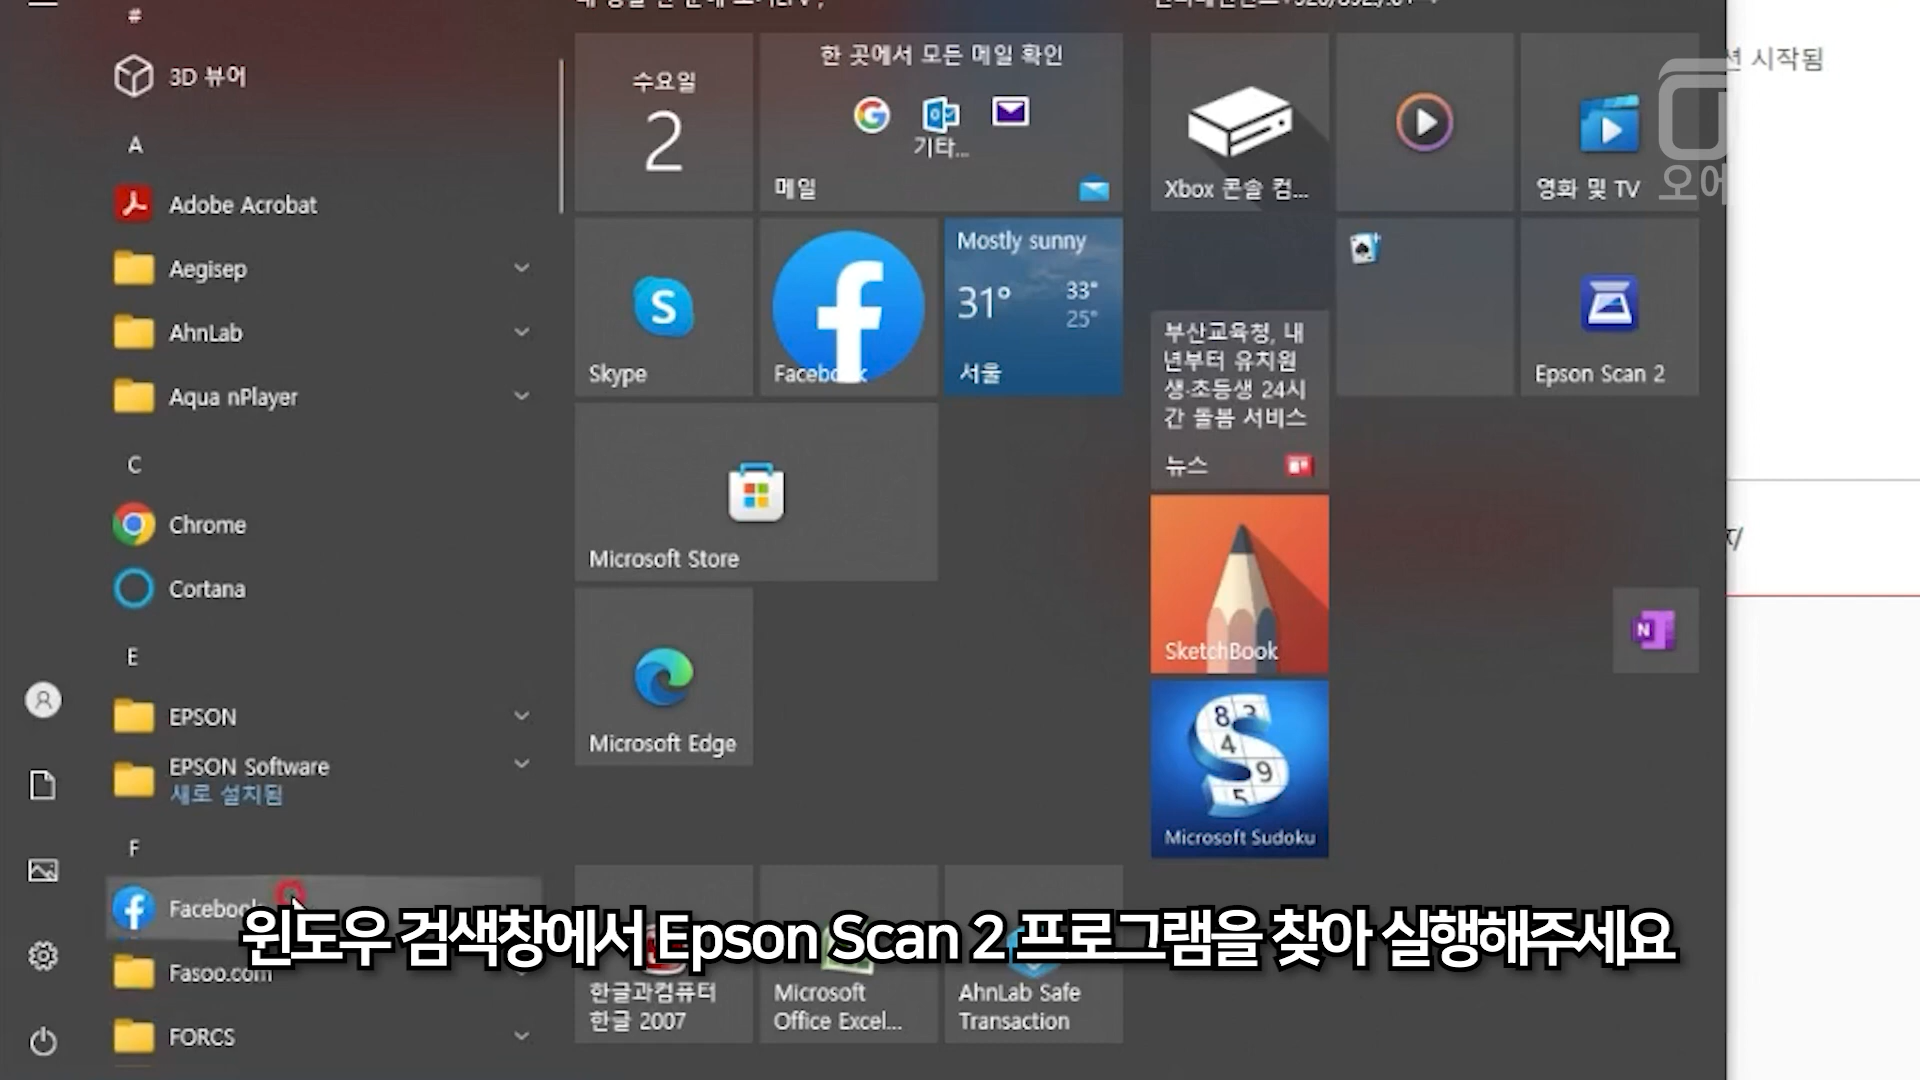 #
3D 뷰어
A
Adobe Acrobat
Aegisep
AhnLab
Aqua nPlayer
C
Chrome
Cortana
E
EPSON
EPSON Software
새로 설치됨
F
Facebook
Fasoo.com
FORCS
수요일
2
한 곳에서 모든 메일 확인
기타...
메일
Skype
Facebook
Mostly sunny
31°
33°
25°
서울
Microsoft Store
Microsoft Edge
한글과컴퓨터
한글 2007
Microsoft
Office Excel...
AhnLab Safe
Transaction
Xbox 콘솔 컴...
영화 및 TV
부산교육청, 내
년부터 유치원
생·초등생 24시
간 돌봄 서비스
뉴스
Epson Scan 2
SketchBook
Microsoft Sudoku
N
시작됨
윈도우 검색창에서 Epson Scan 2 프로그램을 찾아 실행해주세요